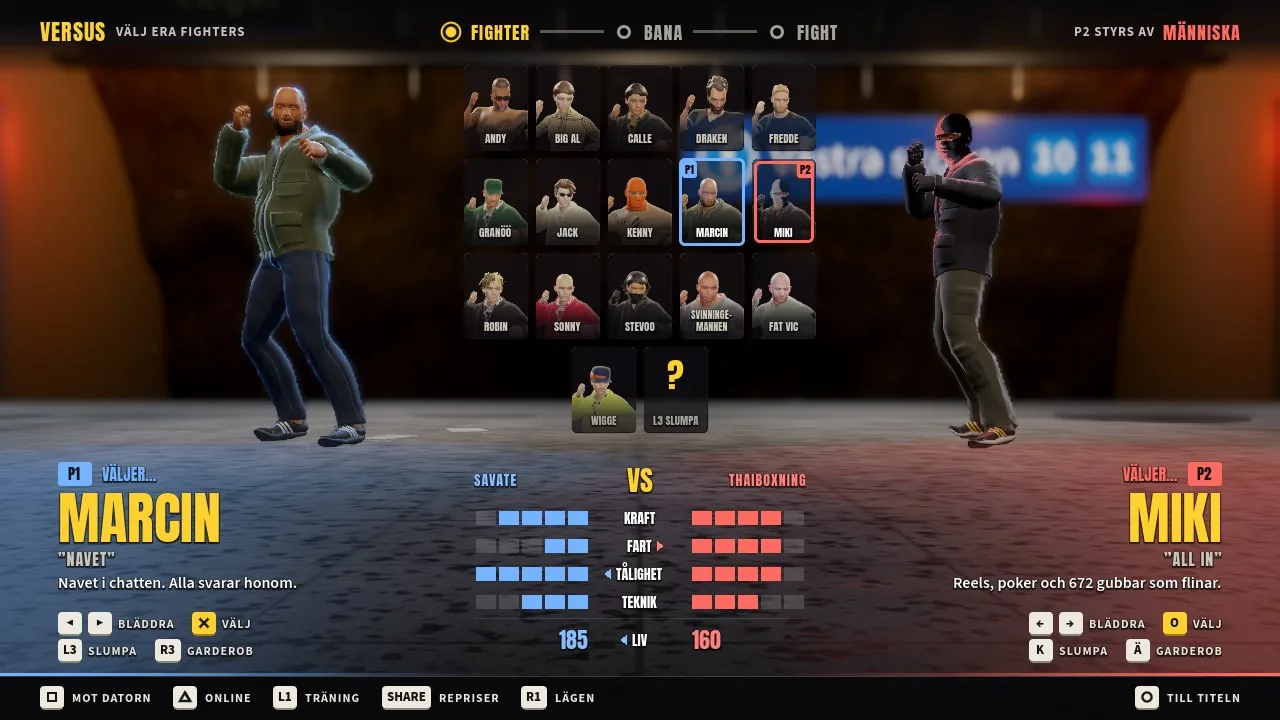 VERSUS VÄLJ ERA FIGHTERS
FIGHTER BANA FIGHT
P2 STYRS AV MÄNNISKA
ANDY BIG AL CALLE DRAKEN FREDDE
10 11
P1 P2
GRANÖÖ JACK KENNY MARCIN MIKI
ROBIN SONNY STEVOO SVINNINGE-
MANNEN FAT VIC
?
WIGGE L3 SLUMPA
P1 VÄLJER...
MARCIN
"NAVET"
Navet i chatten. Alla svarar honom.
◄ ► BLÄDDRA ✕ VÄLJ
L3 SLUMPA R3 GARDEROB
SAVATE VS THAIBOXNING
KRAFT
FART
TÅLIGHET
TEKNIK
185 LIV 160
VÄLJER... P2
MIKI
"ALL IN"
Reels, poker och 672 gubbar som flinar.
← → BLÄDDRA O VÄLJ
K SLUMPA Ä GARDEROB
MOT DATORN ONLINE L1 TRÄNING SHARE REPRISER R1 LÄGEN
TILL TITELN